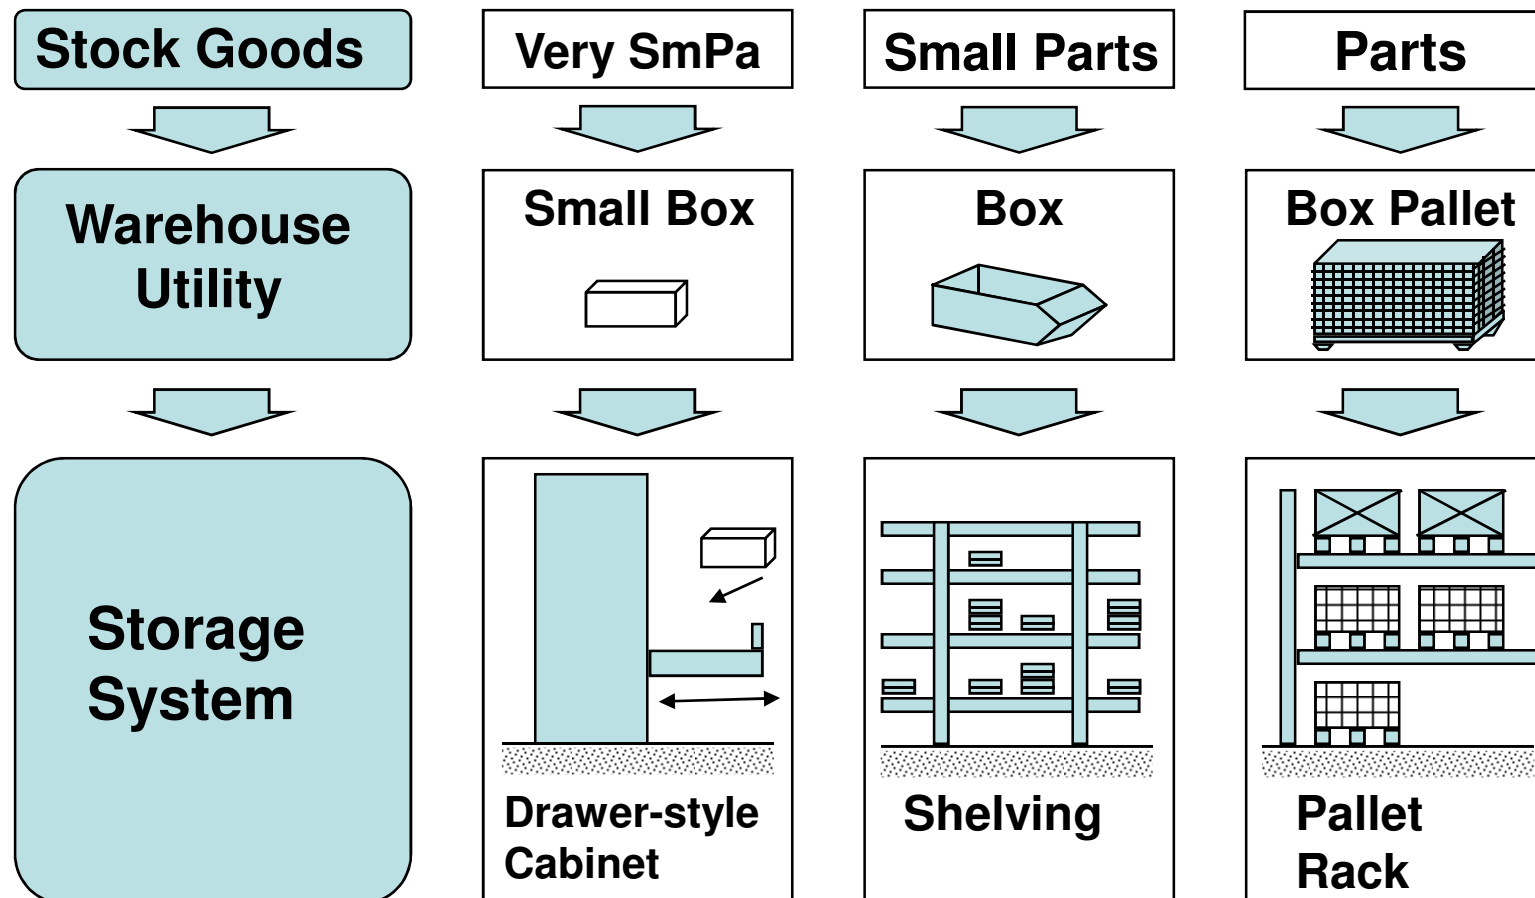 Stock Goods
Very SmPa
Small Parts
Parts
Warehouse
Utility
Small Box
Box
Box Pallet
Storage
System
Drawer-style
Cabinet
Shelving
Pallet
Rack